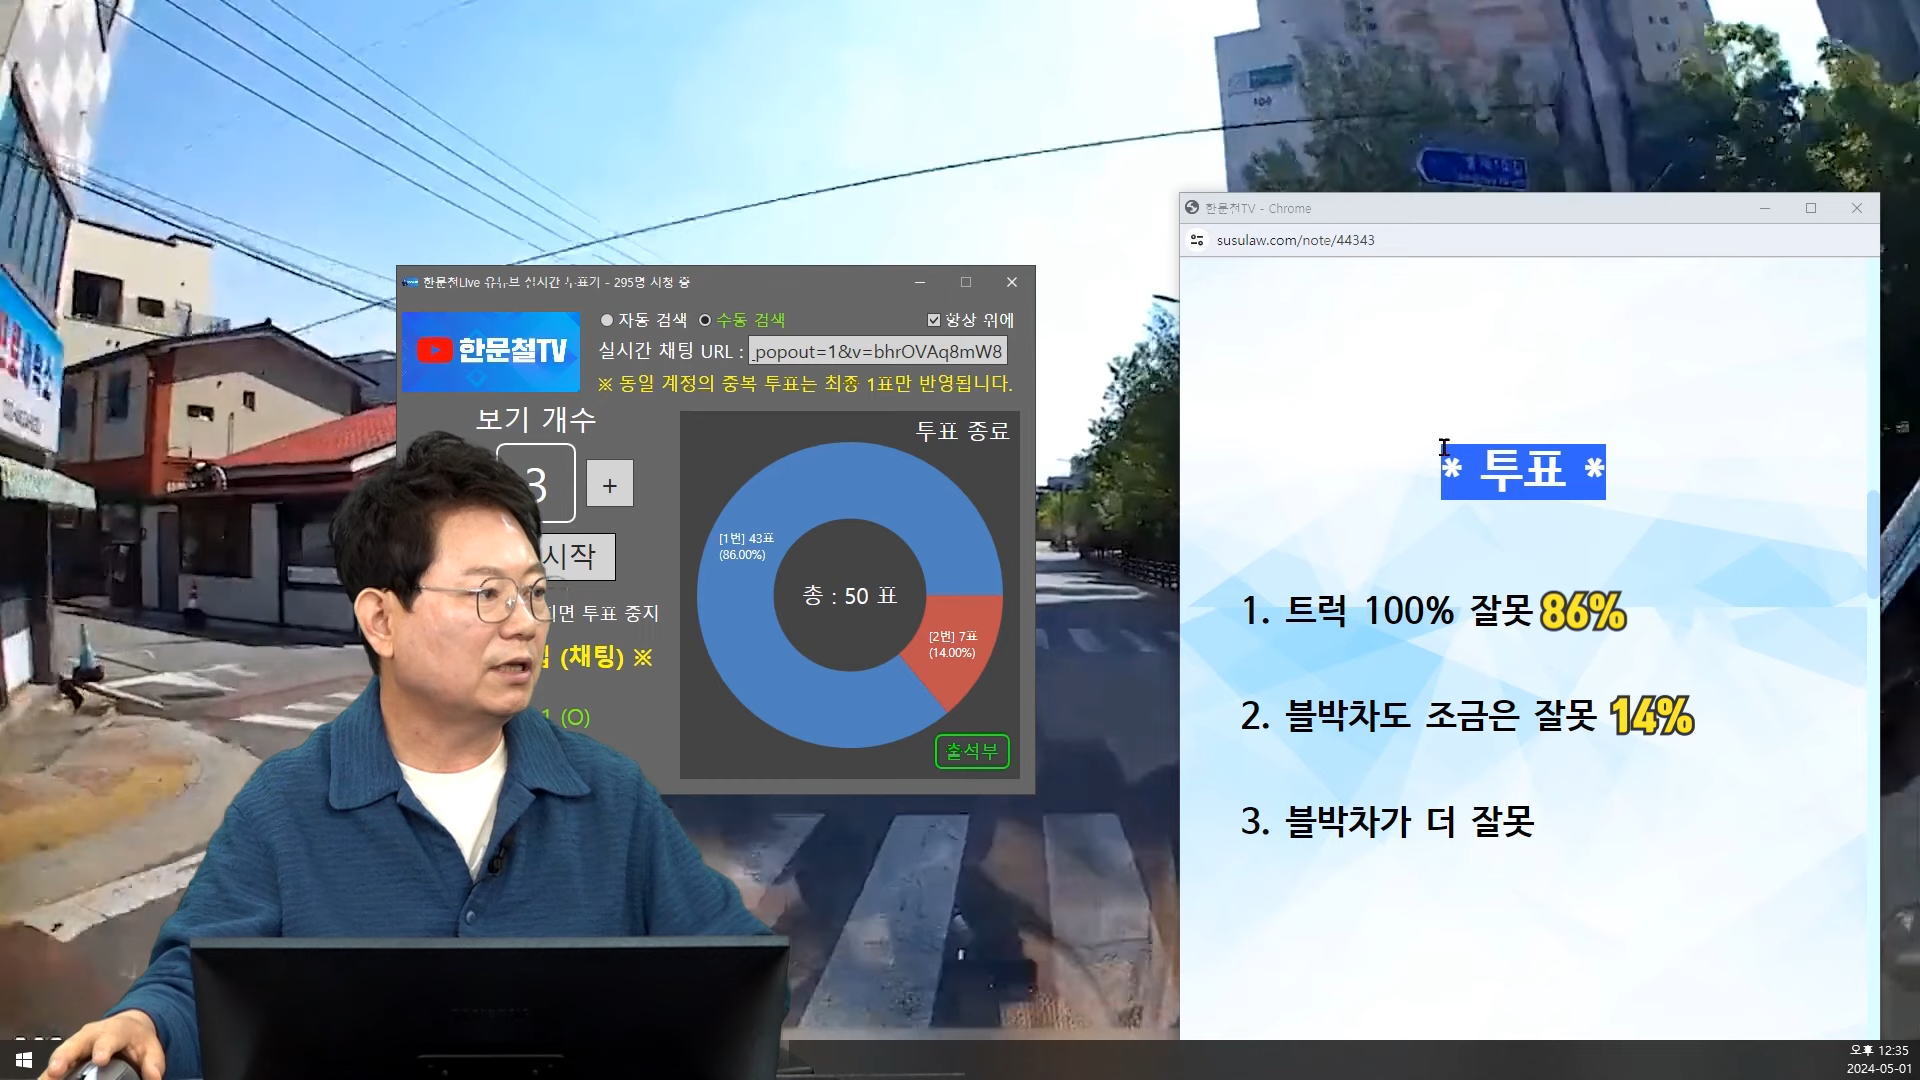 한문철Live 유튜브 실시간 투표기 - 295명 시청 중
한문철TV
자동 검색 수동 검색 항상 위에
실시간 채팅 URL : _popout=1&v=bhrOVAq8mW8
※ 동일 계정의 중복 투표는 최종 1표만 반영됩니다.
보기 개수
3 +
시작
면 투표 중지
(채팅) ※
1 (O)
투표 종료
[1번] 43표
(86.00%)
총 : 50 표
[2번] 7표
(14.00%)
출석부
한문철TV - Chrome
susulaw.com/note/44343
* 투표 *
1. 트럭 100% 잘못 86%
2. 블박차도 조금은 잘못 14%
3. 블박차가 더 잘못
109
오후 12:35
2024-05-01